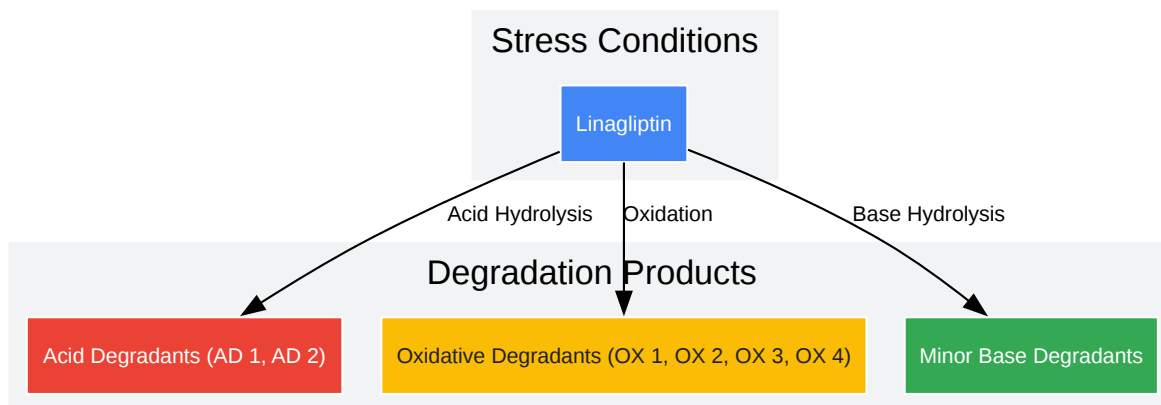 Stress Conditions
Linagliptin
Acid Hydrolysis
Oxidation
Base Hydrolysis
Degradation Products
Acid Degradants (AD 1, AD 2)
Oxidative Degradants (OX 1, OX 2, OX 3, OX 4)
Minor Base Degradants